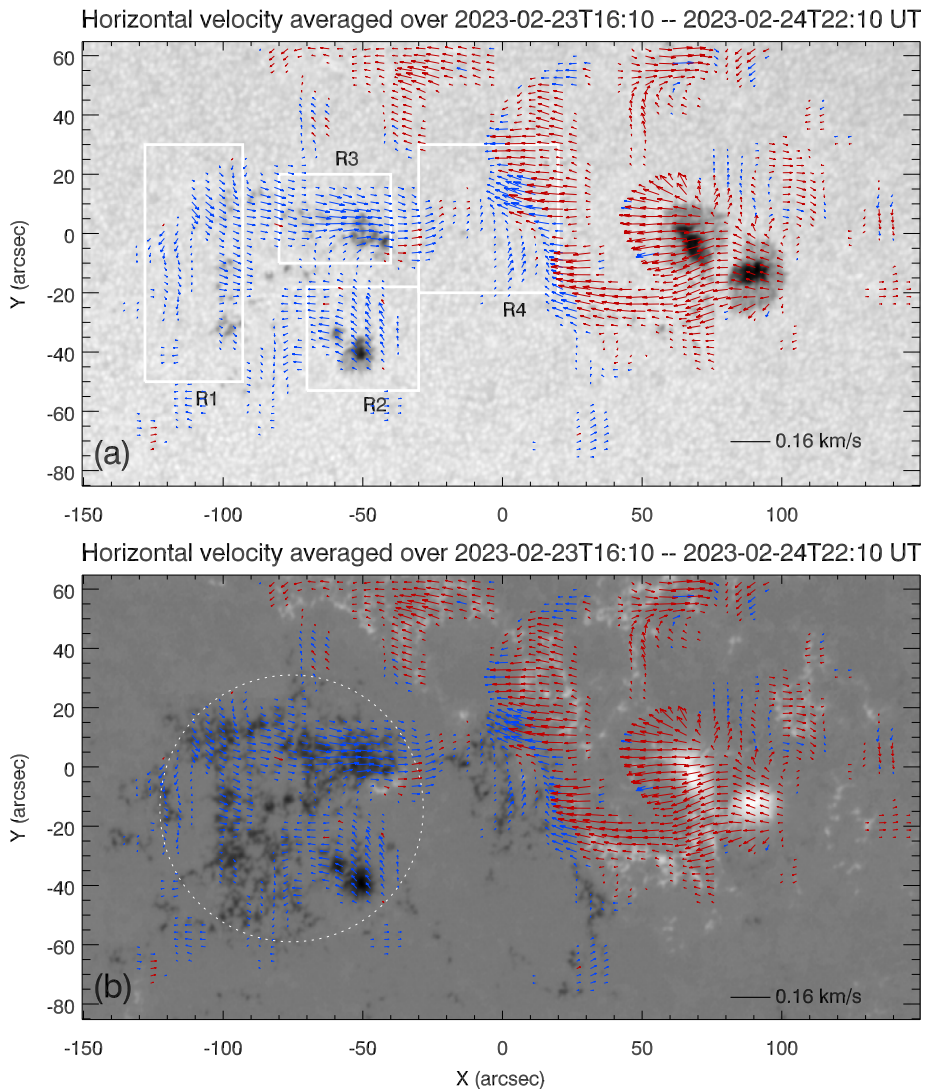 Horizontal velocity averaged over 2023-02-23T16:10 -- 2023-02-24T22:10 UT
60
40
R3
20
0
Y (arcsec)
-20
R4
-40
R1
R2
-60
(a)
0.16 km/s
-80
-150 -100 -50 0 50 100
Horizontal velocity averaged over 2023-02-23T16:10 -- 2023-02-24T22:10 UT
60
40
20
0
Y (arcsec)
-20
-40
-60
(b)
0.16 km/s
-80
-150 -100 -50 0 50 100
X (arcsec)